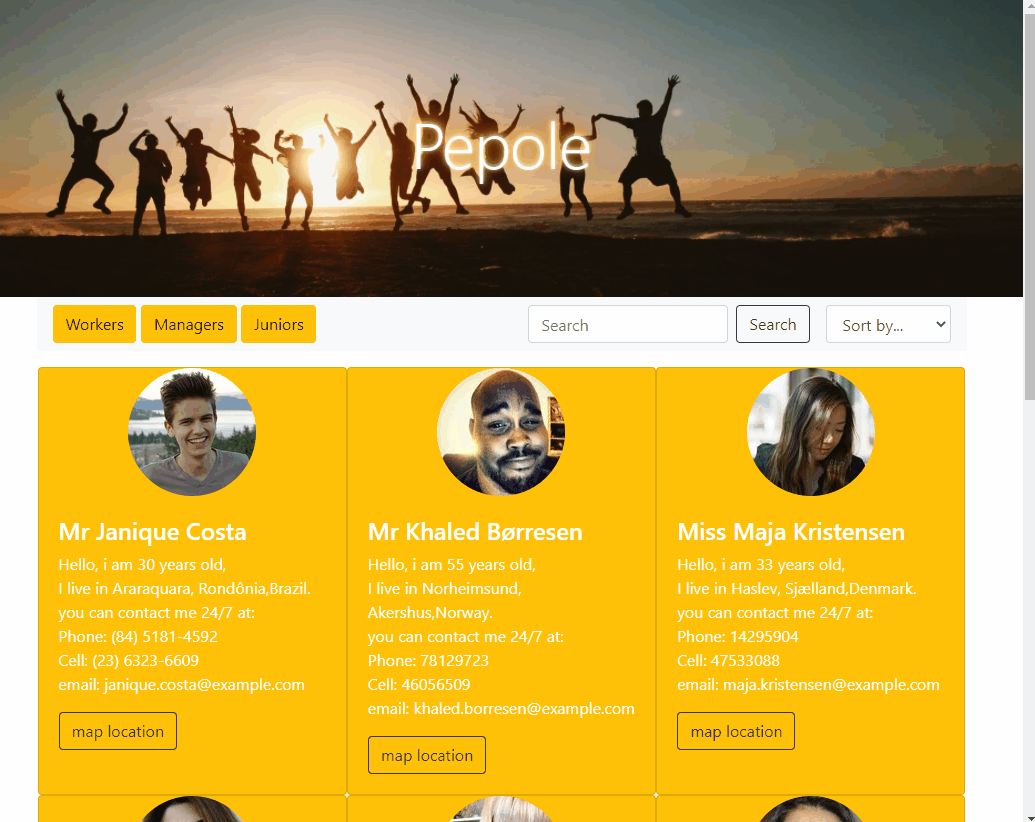 Pepole
Workers Managers Juniors Search Search Sort by...
Mr Janique Costa
Hello, i am 30 years old,
I live in Araraquara, Rondônia,Brazil.
you can contact me 24/7 at:
Phone: (84) 5181-4592
Cell: (23) 6323-6609
email: janique.costa@example.com
map location
Mr Khaled Børresen
Hello, i am 55 years old,
I live in Norheimsund,
Akershus,Norway.
you can contact me 24/7 at:
Phone: 78129723
Cell: 46056509
email: khaled.borresen@example.com
map location
Miss Maja Kristensen
Hello, i am 33 years old,
I live in Haslev, Sjælland,Denmark.
you can contact me 24/7 at:
Phone: 14295904
Cell: 47533088
email: maja.kristensen@example.com
map location